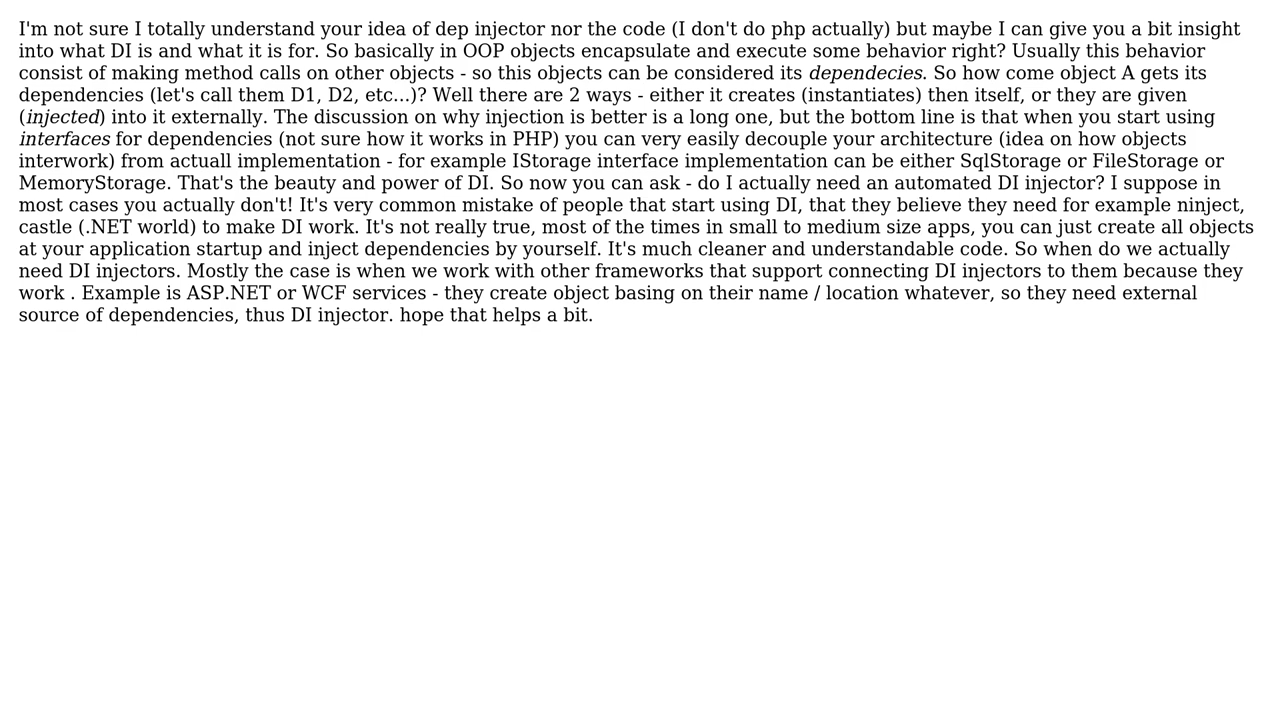 I'm not sure I totally understand your idea of dep injector nor the code (I don't do php actually) but maybe I can give you a bit insight
into what DI is and what it is for. So basically in OOP objects encapsulate and execute some behavior right? Usually this behavior
consist of making method calls on other objects - so this objects can be considered its dependecies. So how come object A gets its
dependencies (let's call them D1, D2, etc...)? Well there are 2 ways - either it creates (instantiates) then itself, or they are given
(injected) into it externally. The discussion on why injection is better is a long one, but the bottom line is that when you start using
interfaces for dependencies (not sure how it works in PHP) you can very easily decouple your architecture (idea on how objects
interwork) from actuall implementation - for example IStorage interface implementation can be either SqlStorage or FileStorage or
MemoryStorage. That's the beauty and power of DI. So now you can ask - do I actually need an automated DI injector? I suppose in
most cases you actually don't! It's very common mistake of people that start using DI, that they believe they need for example ninject,
castle (.NET world) to make DI work. It's not really true, most of the times in small to medium size apps, you can just create all objects
at your application startup and inject dependencies by yourself. It's much cleaner and understandable code. So when do we actually
need DI injectors. Mostly the case is when we work with other frameworks that support connecting DI injectors to them because they
work . Example is ASP.NET or WCF services - they create object basing on their name / location whatever, so they need external
source of dependencies, thus DI injector. hope that helps a bit.